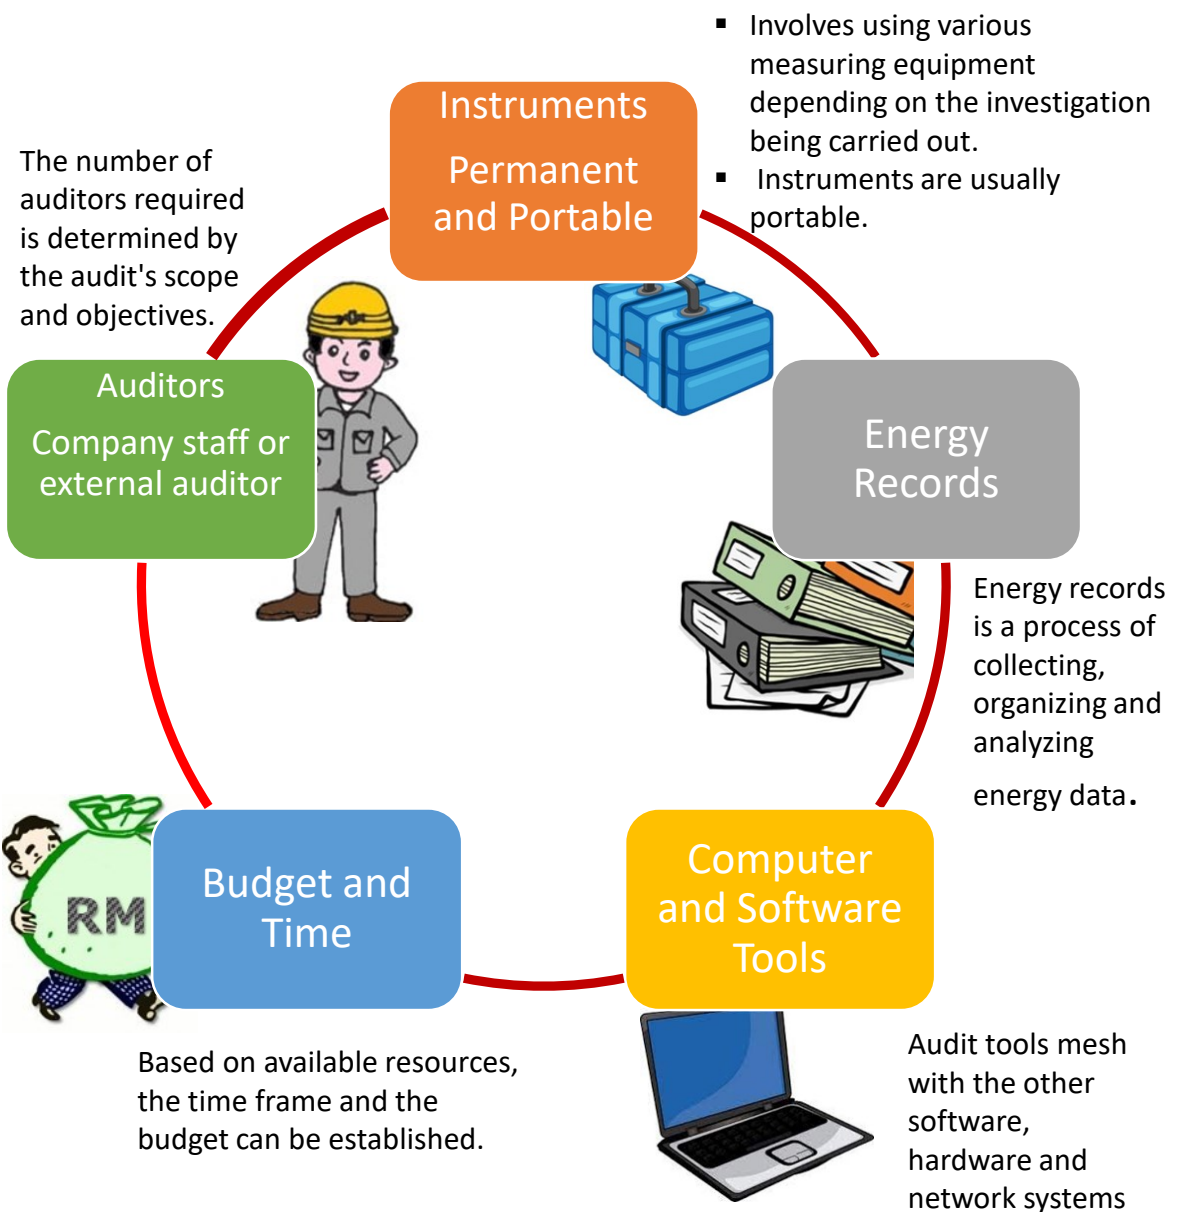 ▪ Involves using various
measuring equipment
depending on the investigation
being carried out.
▪ Instruments are usually
portable.
Instruments
Permanent
and Portable
The number of
auditors required
is determined by
the audit's scope
and objectives.
Auditors
Company staff or
external auditor
Energy
Records
Energy records
is a process of
collecting,
organizing and
analyzing
energy data.
Computer
and Software
Tools
Audit tools mesh
with the other
software,
hardware and
network systems
RM
Budget and
Time
Based on available resources,
the time frame and the
budget can be established.